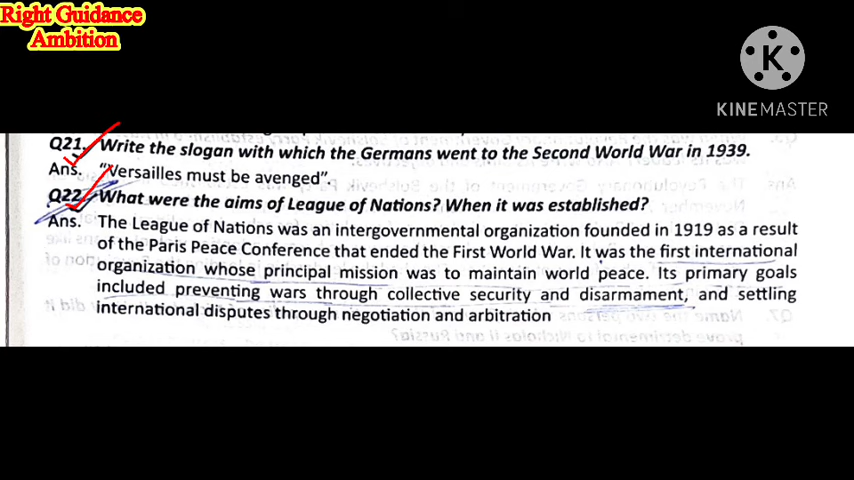 Right Guidance
Ambition
K
KINEMASTER
Q21. Write the slogan with which the Germans went to the Second World War in 1939.
Ans. "Versailles must be avenged".
Q22. What were the aims of League of Nations? When it was established?
Ans. The League of Nations was an intergovernmental organization founded in 1919 as a result
of the Paris Peace Conference that ended the First World War. It was the first international
organization whose principal mission was to maintain world peace. Its primary goals
included preventing wars through collective security and disarmament, and settling
international disputes through negotiation and arbitration